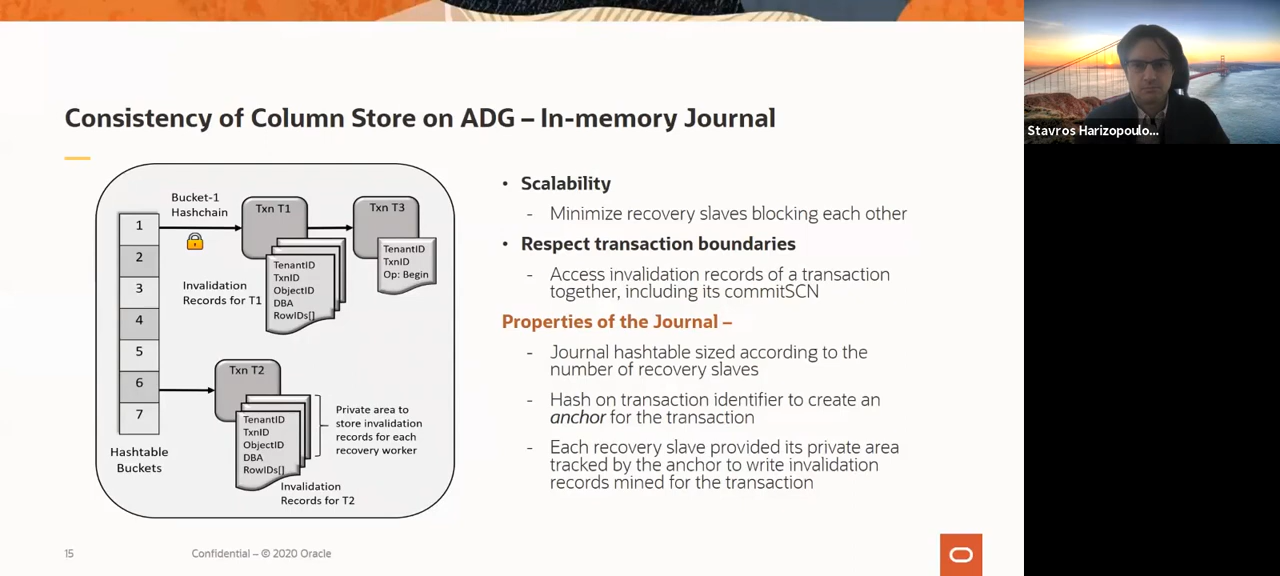 Consistency of Column Store on ADG – In-memory Journal
Bucket-1
Hashchain
Txn T1
Txn T3
1
2
3
4
5
6
7
TenantID
TxnID
ObjectID
DBA
RowIDs[]
TenantID
TxnID
Op: Begin
Invalidation
Records for T1
Txn T2
TenantID
TxnID
ObjectID
DBA
RowIDs[]
Private area to
store invalidation
records for each
recovery worker
Hashtable
Buckets
Invalidation
Records for T2
• Scalability
- Minimize recovery slaves blocking each other
• Respect transaction boundaries
- Access invalidation records of a transaction
together, including its commitSCN
Properties of the Journal –
- Journal hashtable sized according to the
number of recovery slaves
- Hash on transaction identifier to create an
anchor for the transaction
- Each recovery slave provided its private area
tracked by the anchor to write invalidation
records mined for the transaction
15
Confidential – © 2020 Oracle
Stavros Harizopoulo...